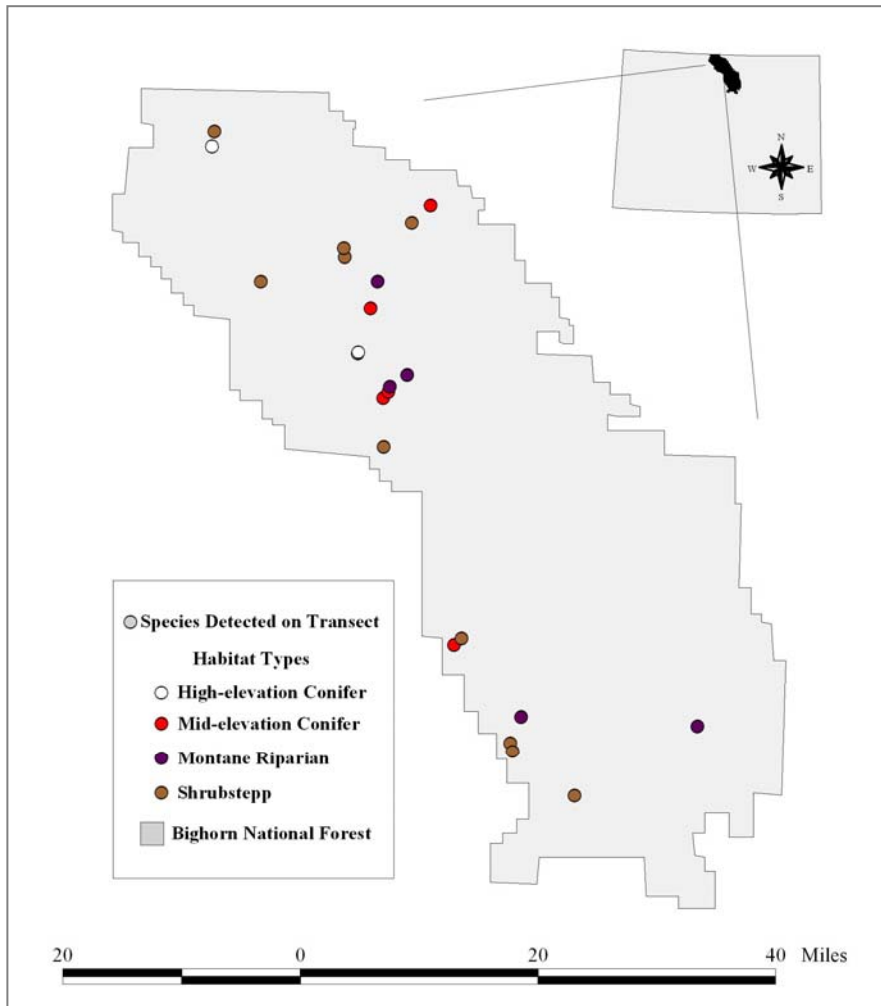 N
W E
S
Species Detected on Transect
Habitat Types
High-elevation Conifer
Mid-elevation Conifer
Montane Riparian
Shrubstepp
Bighorn National Forest
20 0 20 40 Miles